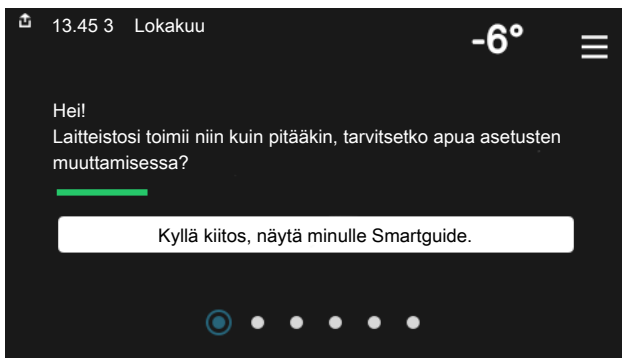 13.45 3 Lokakuu
-6°
Hei!
Laitteistosi toimii niin kuin pitääkin, tarvitsetko apua asetusten
muuttamisessa?
Kyllä kiitos, näytä minulle Smartguide.